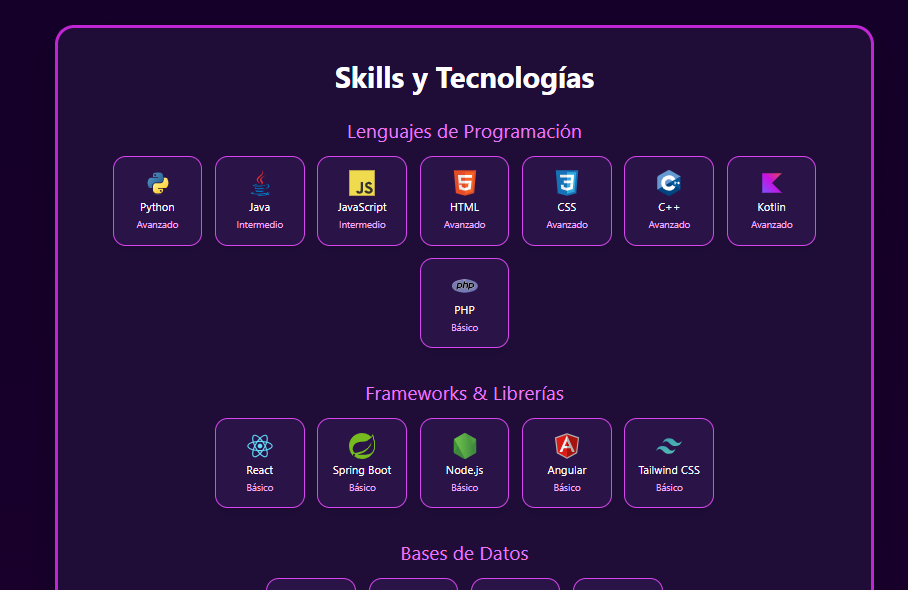 Skills y Tecnologías
Lenguajes de Programación
JS
Python Java JavaScript HTML CSS C++ Kotlin
Avanzado Intermedio Intermedio Avanzado Avanzado Avanzado Avanzado
php
PHP
Básico
Frameworks & Librerías
React Spring Boot Node.js Angular Tailwind CSS
Básico Básico Básico Básico Básico
Bases de Datos